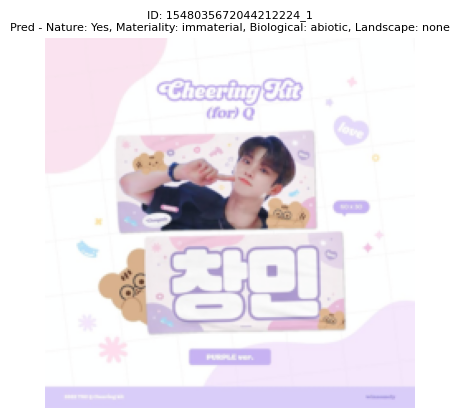 ID: 1548035672044212224_1
Pred - Nature: Yes, Materiality: immaterial, Biological: abiotic, Landscape: none
Cheering Kit
(for) Q
love
창민
PURPLE ver.